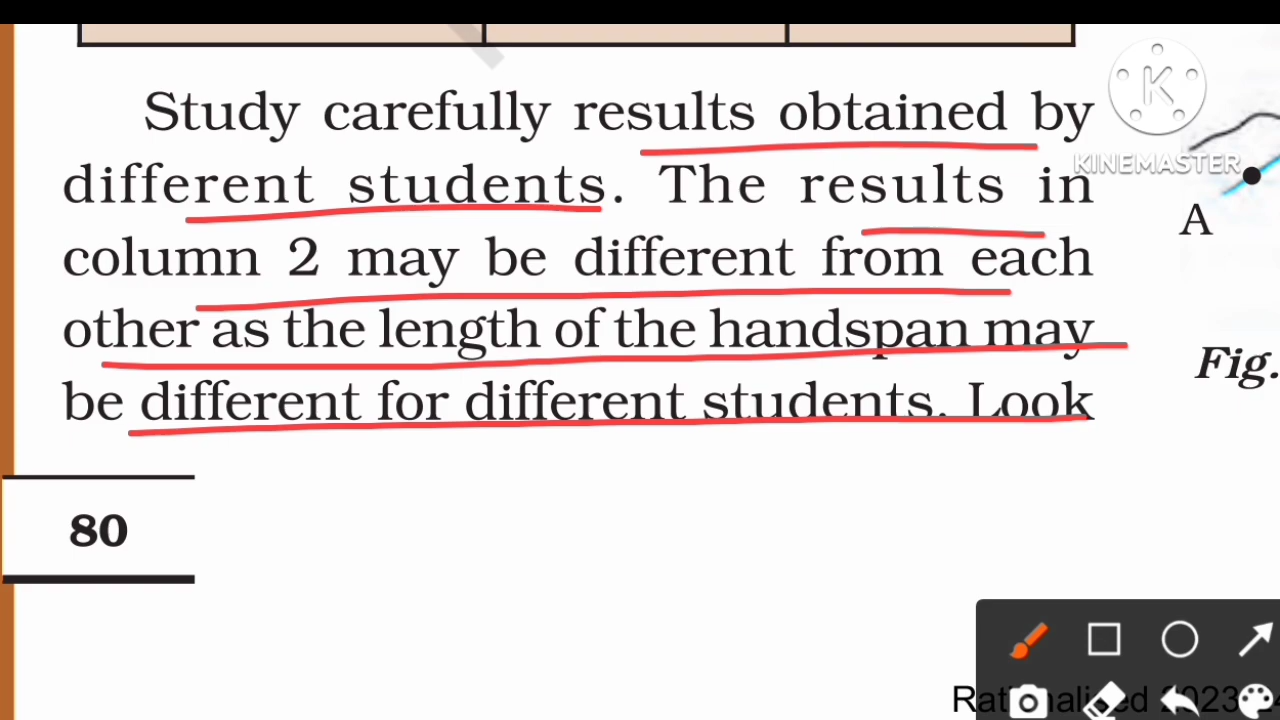 Study carefully results obtained by
different students. The results in
column 2 may be different from each
other as the length of the handspan may
be different for different students. Look
80
K
KINEMASTER
A
Fig.